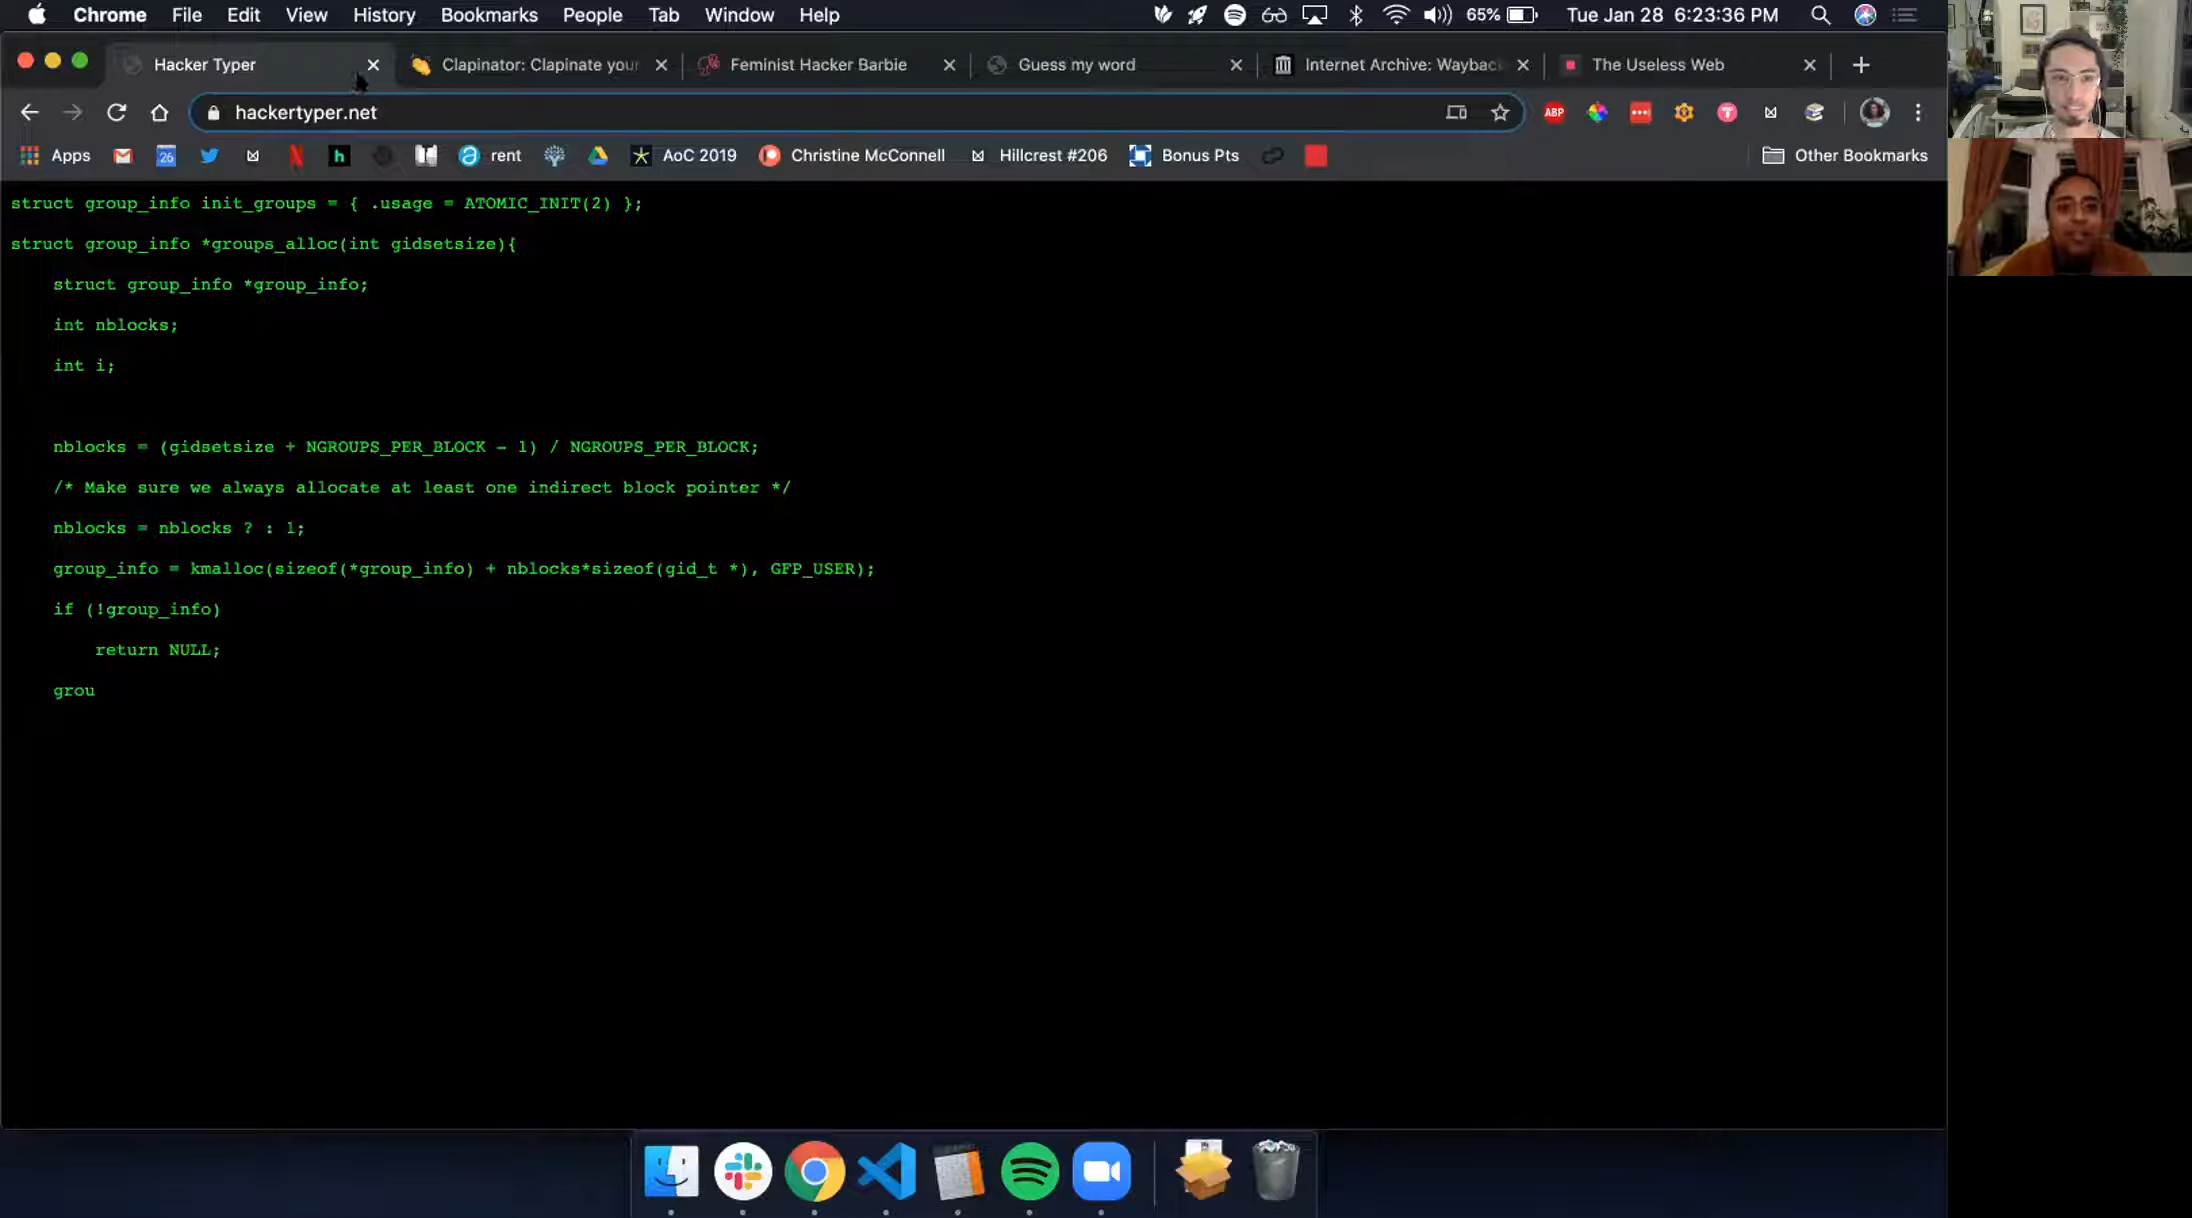 Chrome File Edit View History Bookmarks People Tab Window Help 65% Tue Jan 28 6:23:36 PM
Hacker Typer Clapinator: Clapinate your Feminist Hacker Barbie Guess my word Internet Archive: Wayback The Useless Web
hackertyper.net ABP
Apps 26 h rent AoC 2019 Christine McConnell Hillcrest #206 Bonus Pts Other Bookmarks
struct group_info init_groups = { .usage = ATOMIC_INIT(2) };
struct group_info *groups_alloc(int gidsetsize){
struct group_info *group_info;
int nblocks;
int i;
nblocks = (gidsetsize + NGROUPS_PER_BLOCK - 1) / NGROUPS_PER_BLOCK;
/* Make sure we always allocate at least one indirect block pointer */
nblocks = nblocks ? : 1;
group_info = kmalloc(sizeof(*group_info) + nblocks*sizeof(gid_t *), GFP_USER);
if (!group_info)
return NULL;
grou